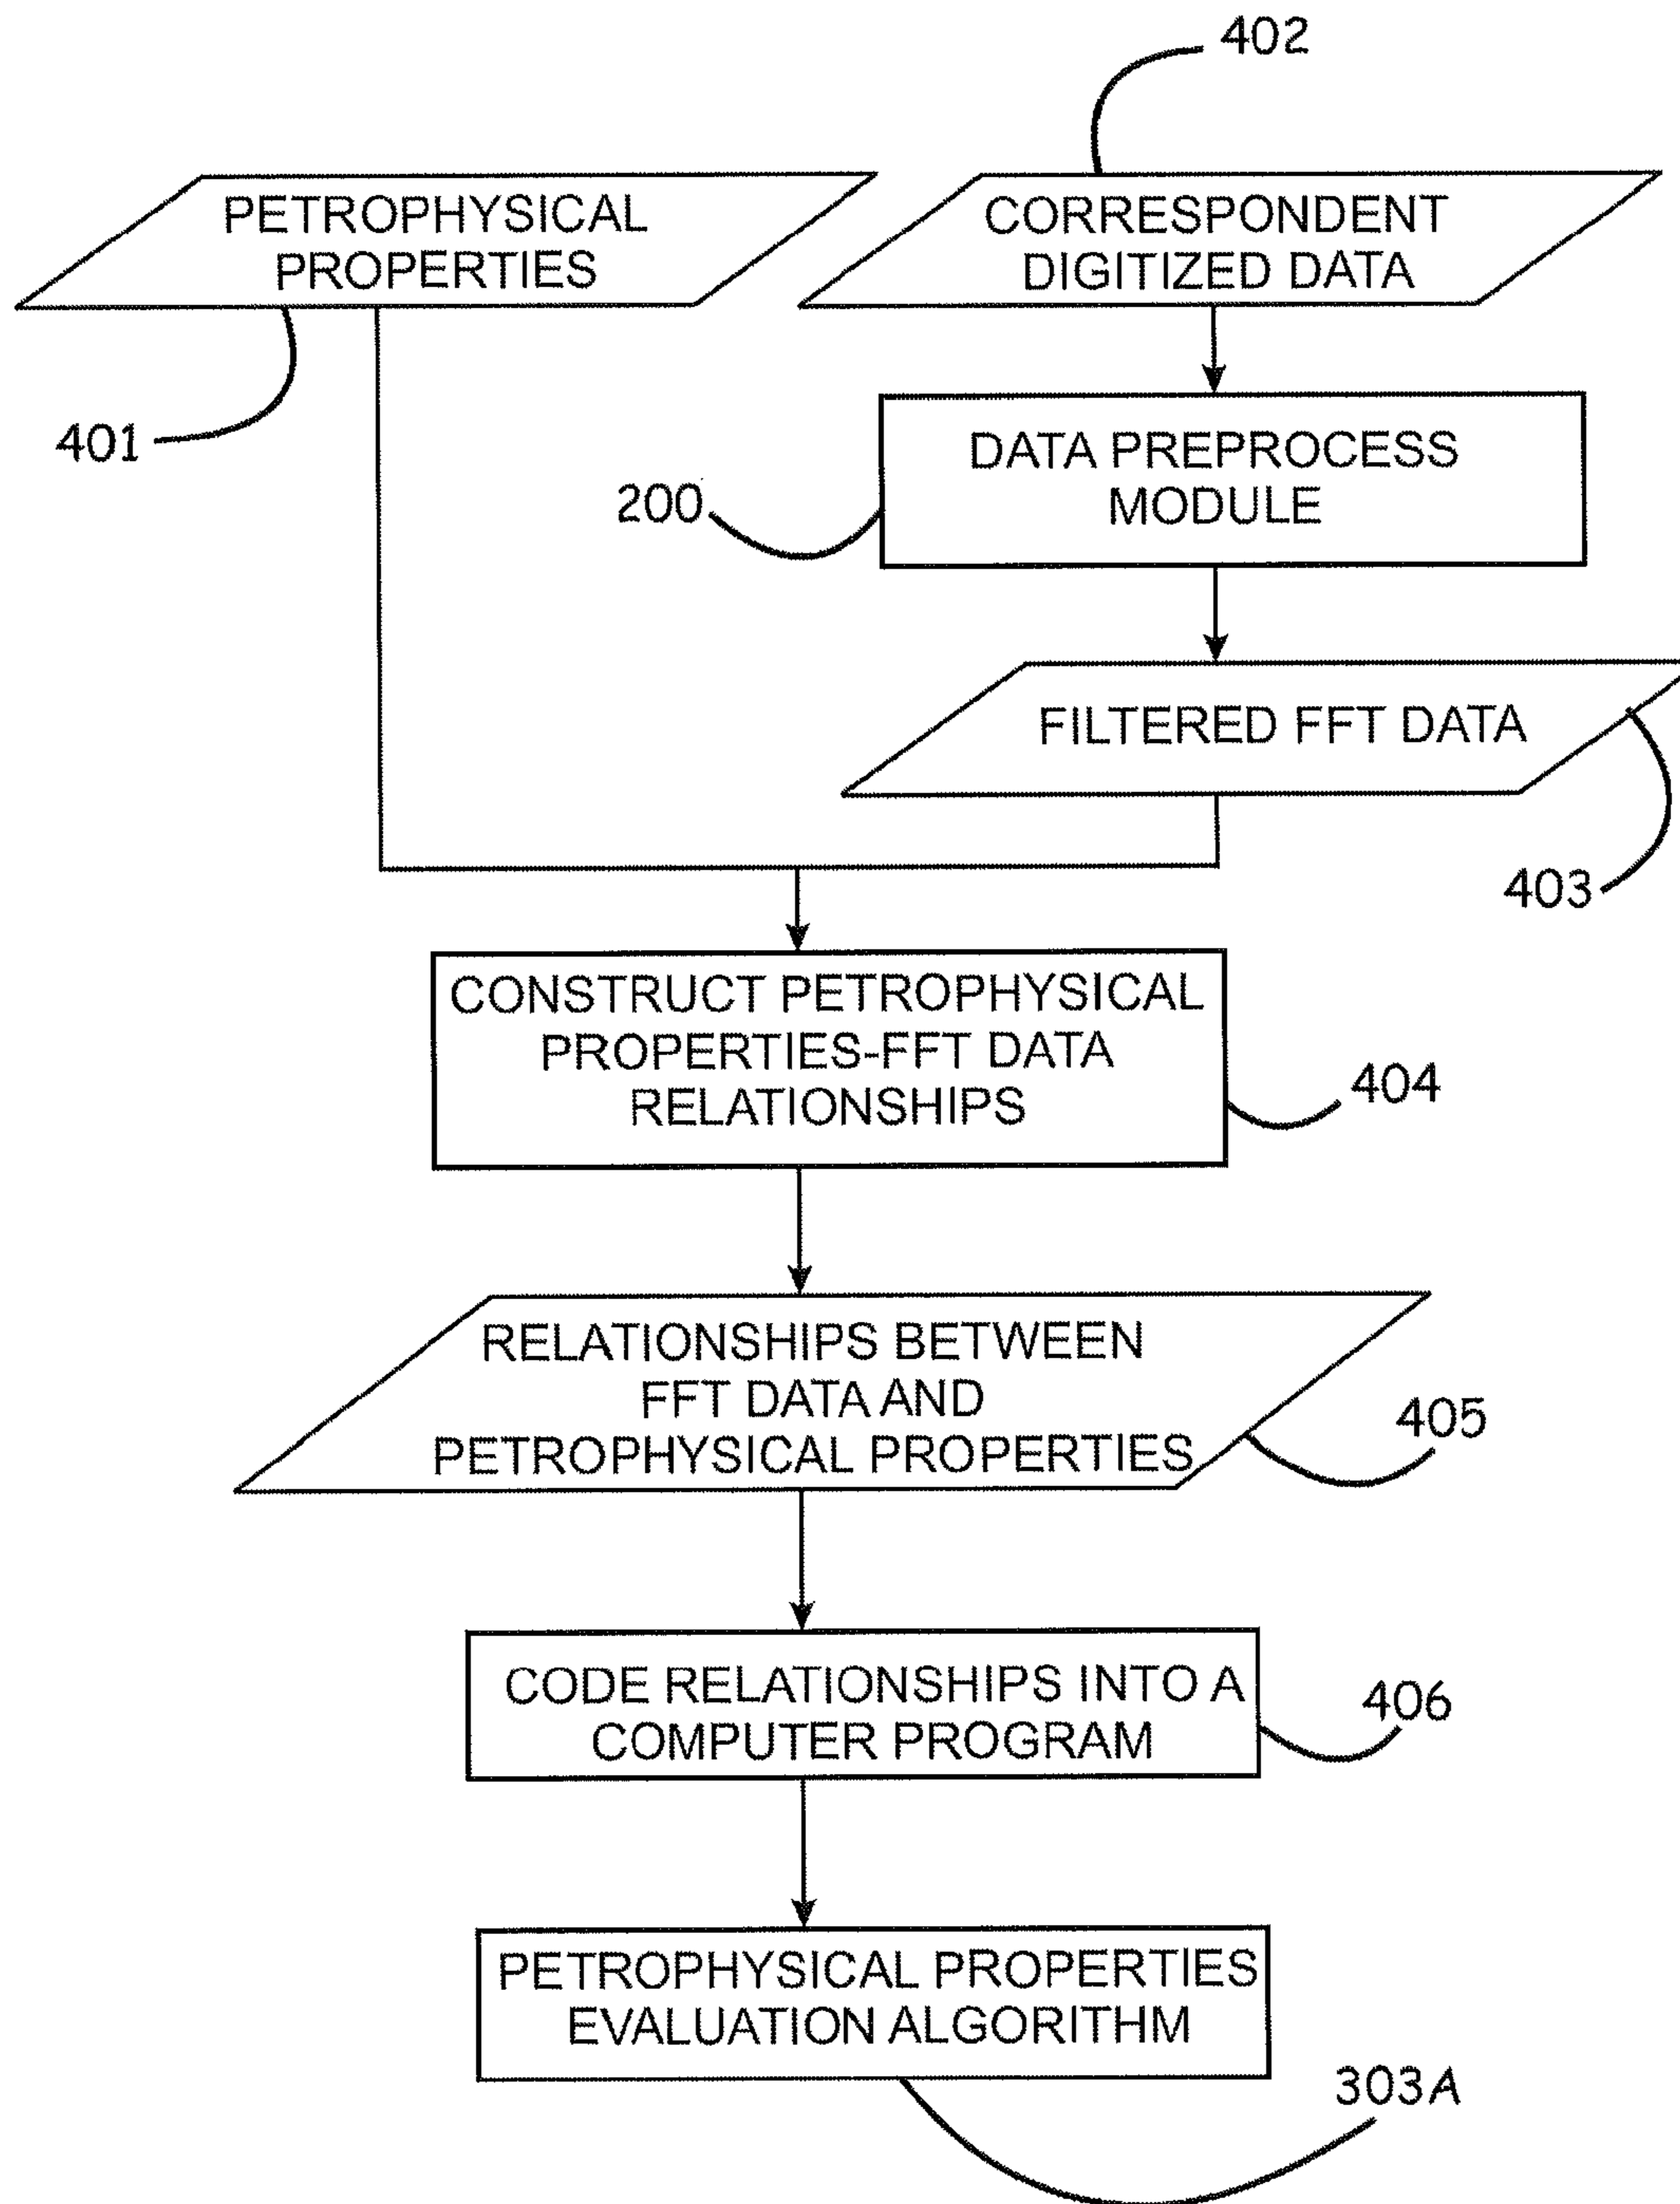 402
PETROPHYSICAL
PROPERTIES
CORRESPONDENT
DIGITIZED DATA
401
DATA PREPROCESS
MODULE
200
FILTERED FFT DATA
403
CONSTRUCT PETROPHYSICAL
PROPERTIES-FFT DATA
RELATIONSHIPS
404
RELATIONSHIPS BETWEEN
FFT DATA AND
PETROPHYSICAL PROPERTIES
405
CODE RELATIONSHIPS INTO A
COMPUTER PROGRAM
406
PETROPHYSICAL PROPERTIES
EVALUATION ALGORITHM
303A